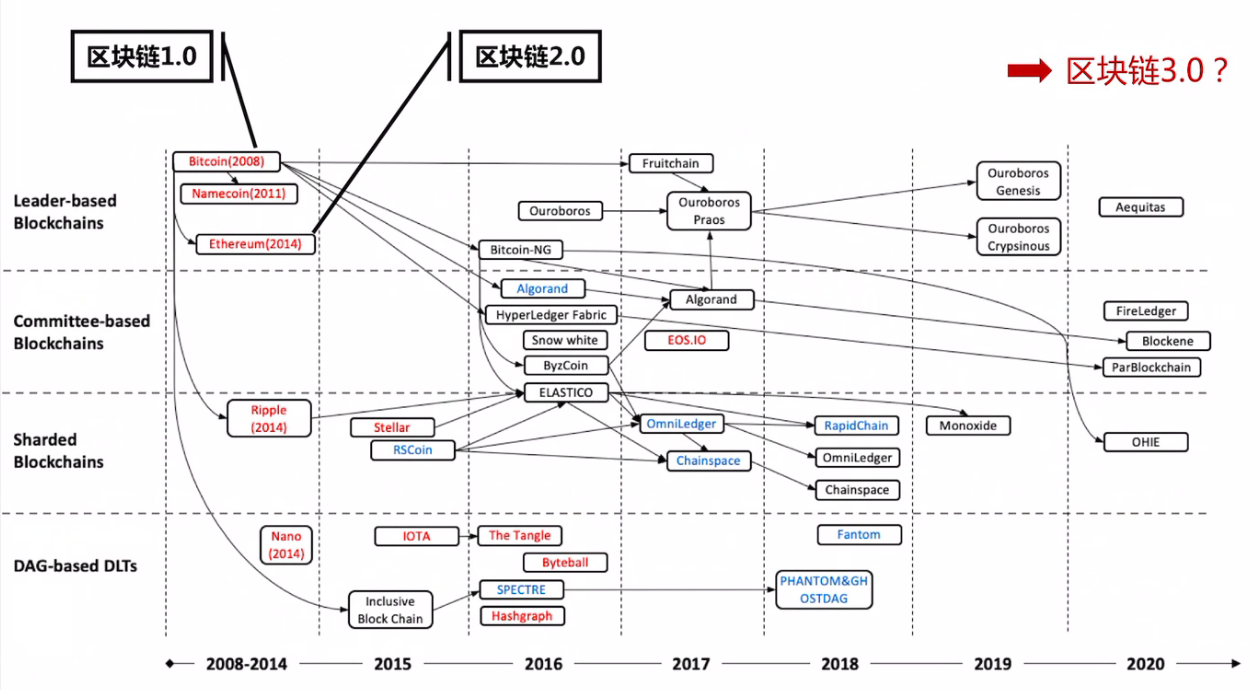 区块链1.0
区块链2.0
区块链3.0？
Leader-based
Blockchains
Bitcoin(2008)
Namecoin(2011)
Ethereum(2014)
Ouroboros
Bitcoin-NG
Fruitchain
Ouroboros
Praos
Ouroboros
Genesis
Ouroboros
Crypsinous
Aequitas
Committee-based
Blockchains
Algorand
HyperLedger Fabric
Snow white
ByzCoin
ELASTICO
Algorand
EOS.IO
FireLedger
Blockene
ParBlockchain
Sharded
Blockchains
Ripple
(2014)
Stellar
RSCoin
OmniLedger
Chainspace
RapidChain
OmniLedger
Chainspace
Monoxide
OHIE
DAG-based DLTs
Nano
(2014)
IOTA
Inclusive
Block Chain
The Tangle
Byteball
SPECTRE
Hashgraph
Fantom
PHANTOM&GH
OSTDAG
2008-2014
2015
2016
2017
2018
2019
2020